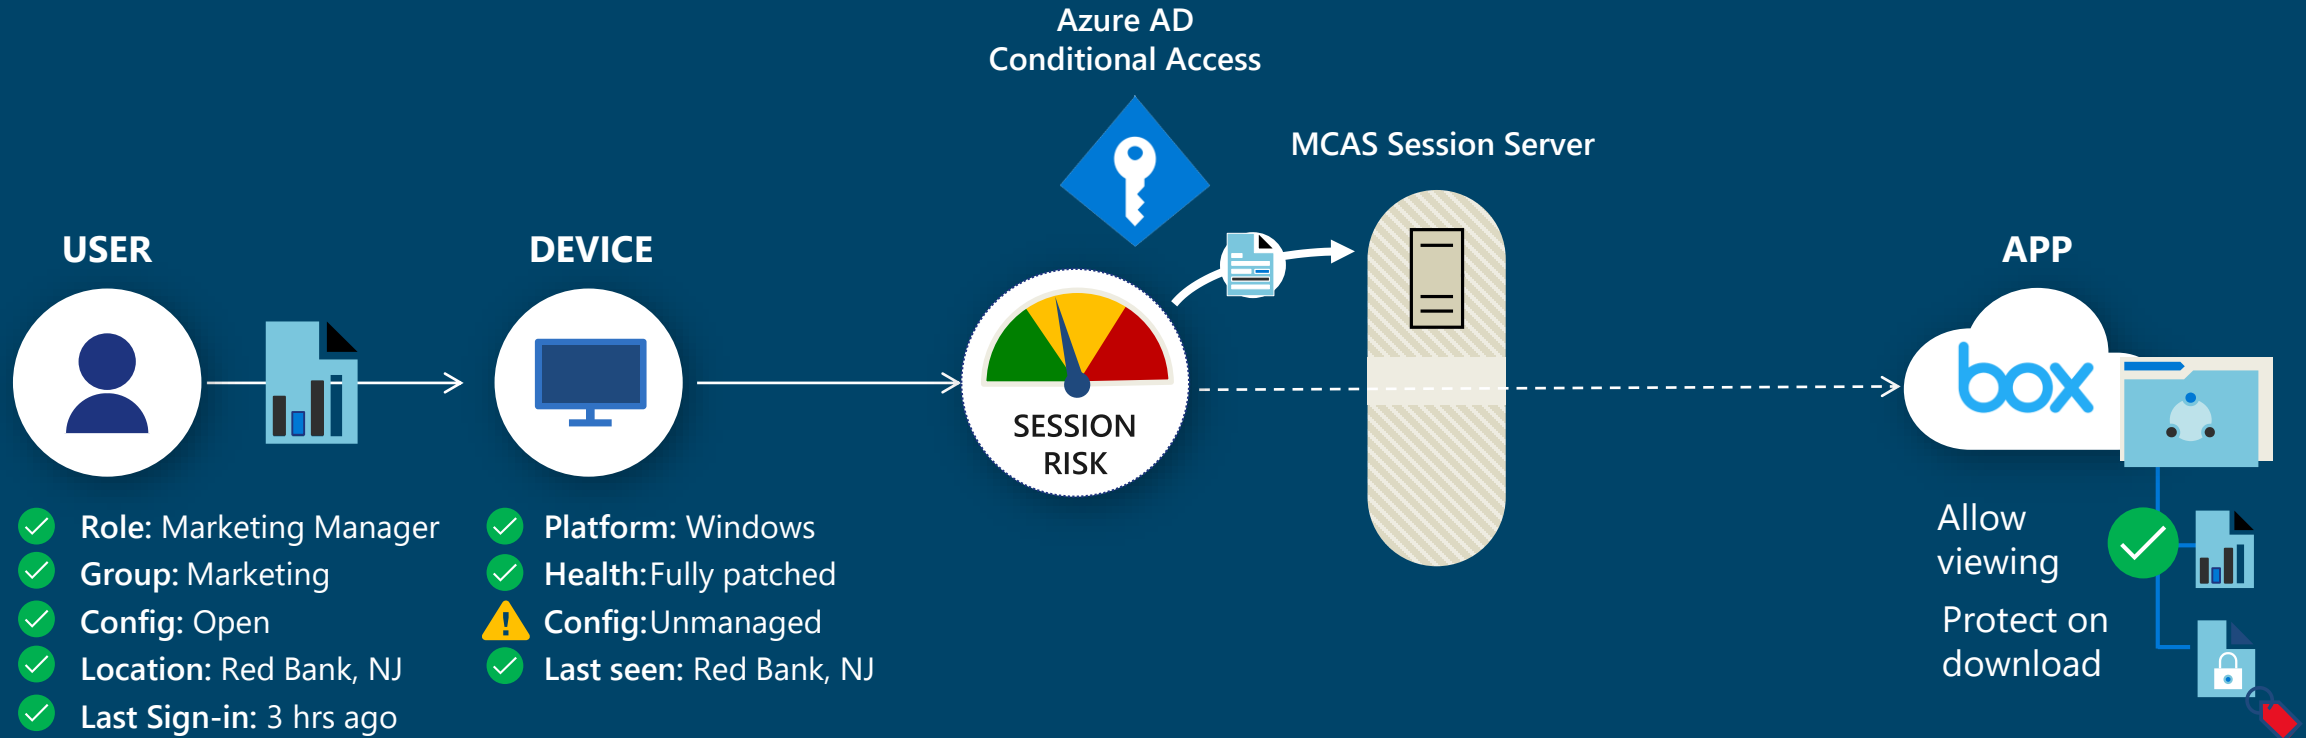 Azure AD
Conditional Access
MCAS Session Server
USER
DEVICE
APP
box
SESSION
RISK
Role: Marketing Manager
Group: Marketing
Config: Open
Location: Red Bank, NJ
Last Sign-in: 3 hrs ago
Platform: Windows
Health: Fully patched
Config: Unmanaged
Last seen: Red Bank, NJ
Allow
viewing
Protect on
download